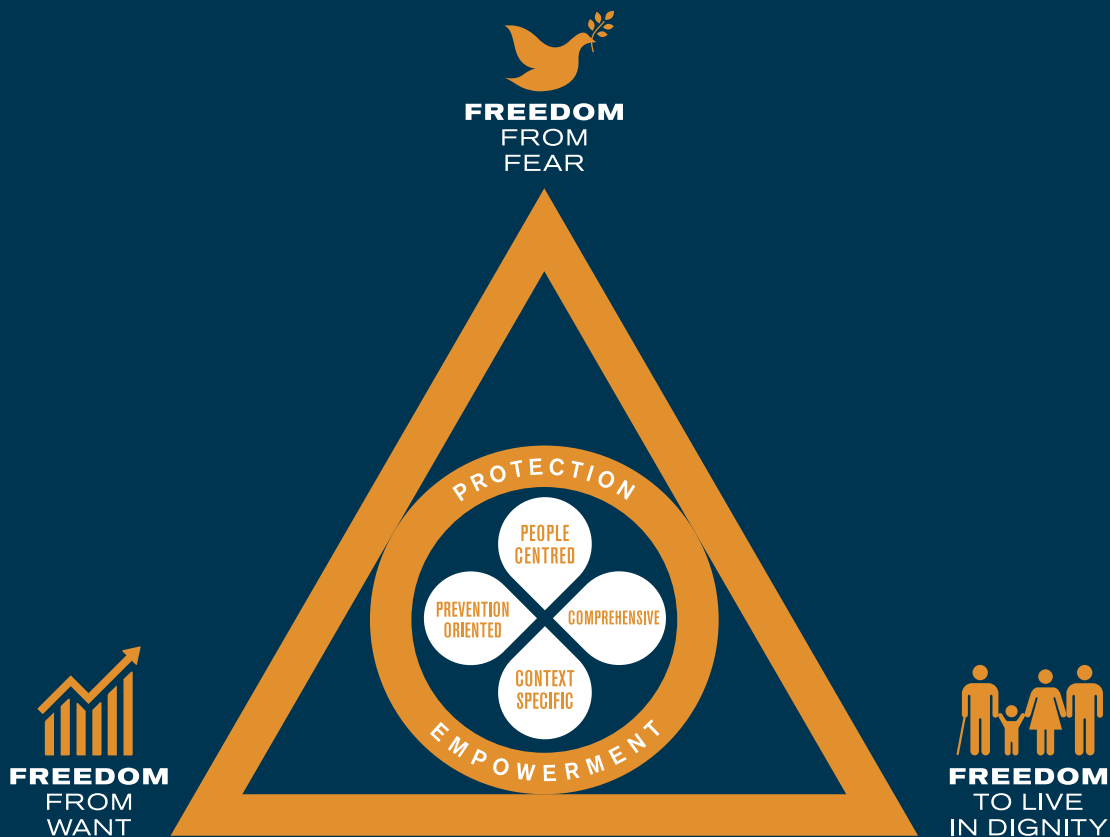 FREEDOM
FROM
FEAR
PROTECTION
PEOPLE
CENTRED
PREVENTION
ORIENTED
COMPREHENSIVE
CONTEXT
SPECIFIC
EMPOWERMENT
FREEDOM
FROM
WANT
FREEDOM
TO LIVE
IN DIGNITY